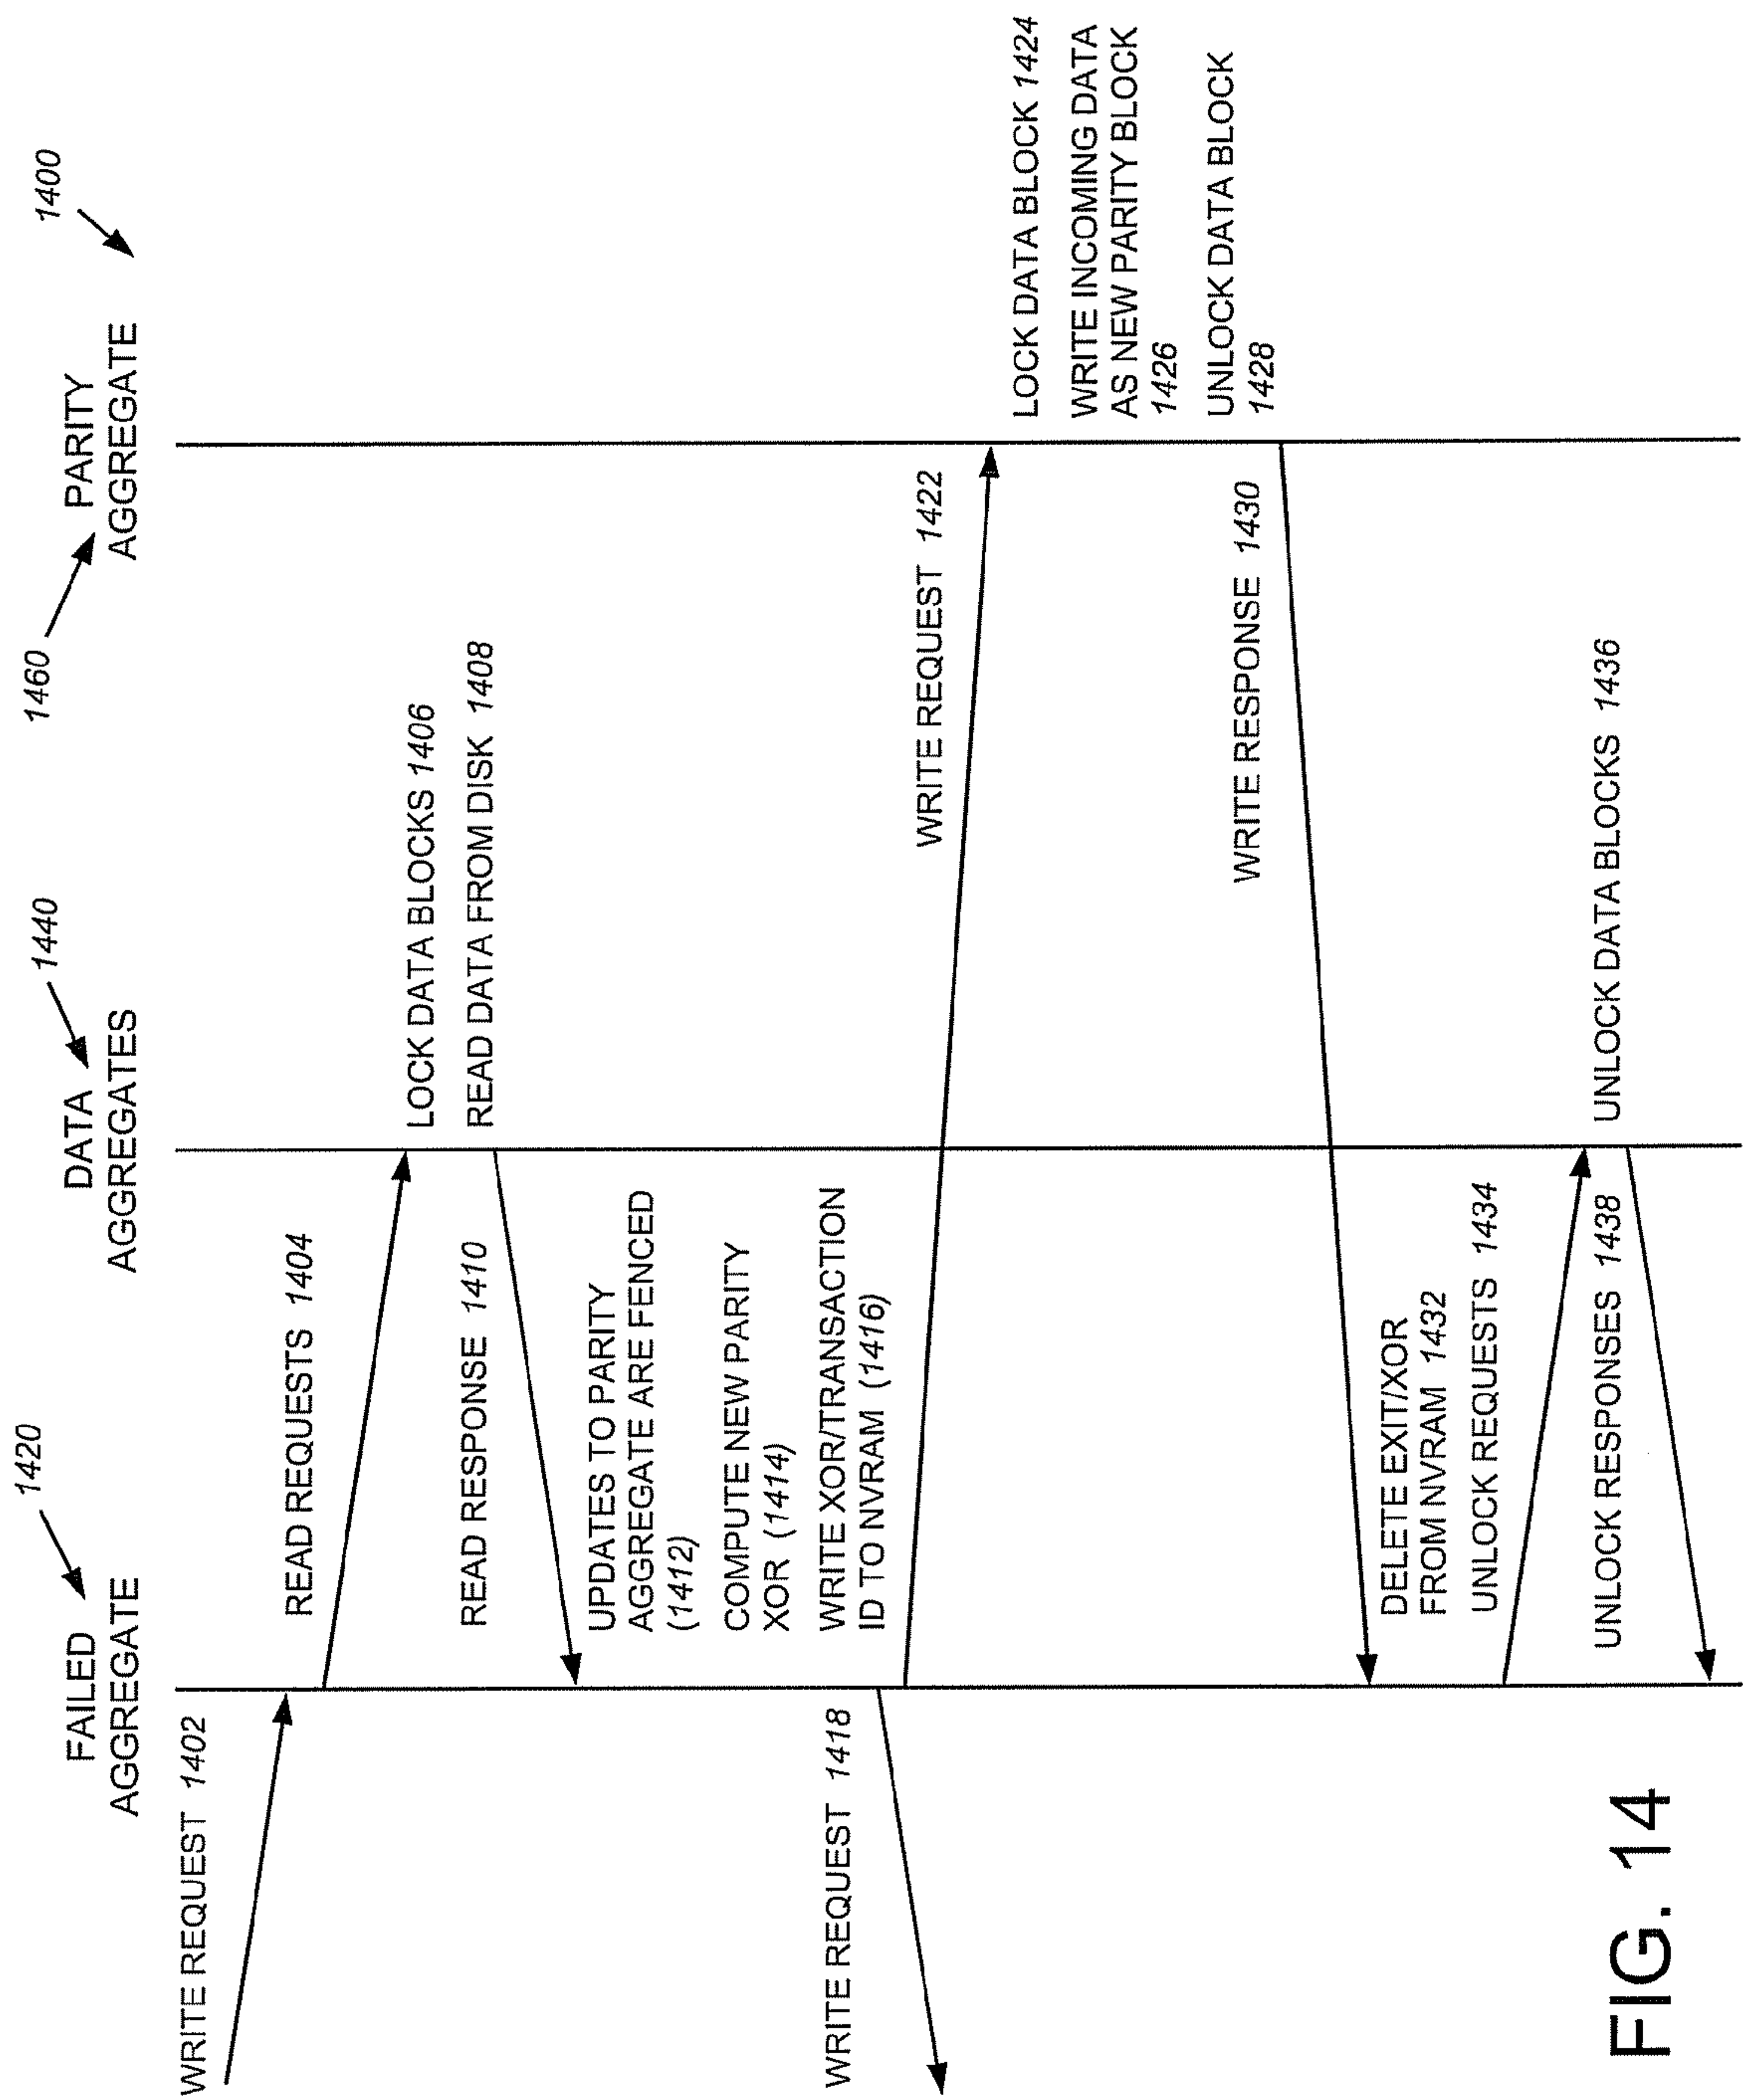 1400
1420
1440
1460
FAILED
AGGREGATE
DATA
AGGREGATES
PARITY
AGGREGATE
WRITE REQUEST 1402
READ REQUESTS 1404
LOCK DATA BLOCKS 1406
READ DATA FROM DISK 1408
READ RESPONSE 1410
UPDATES TO PARITY
AGGREGATE ARE FENCED
(1412)
COMPUTE NEW PARITY
XOR (1414)
WRITE XOR/TRANSACTION
ID TO NVRAM (1416)
WRITE REQUEST 1418
WRITE REQUEST 1422
LOCK DATA BLOCK 1424
WRITE INCOMING DATA
AS NEW PARITY BLOCK
1426
UNLOCK DATA BLOCK
1428
WRITE RESPONSE 1430
DELETE EXIT/XOR
FROM NVRAM 1432
UNLOCK REQUESTS 1434
UNLOCK DATA BLOCKS 1436
UNLOCK RESPONSES 1438
FIG. 14